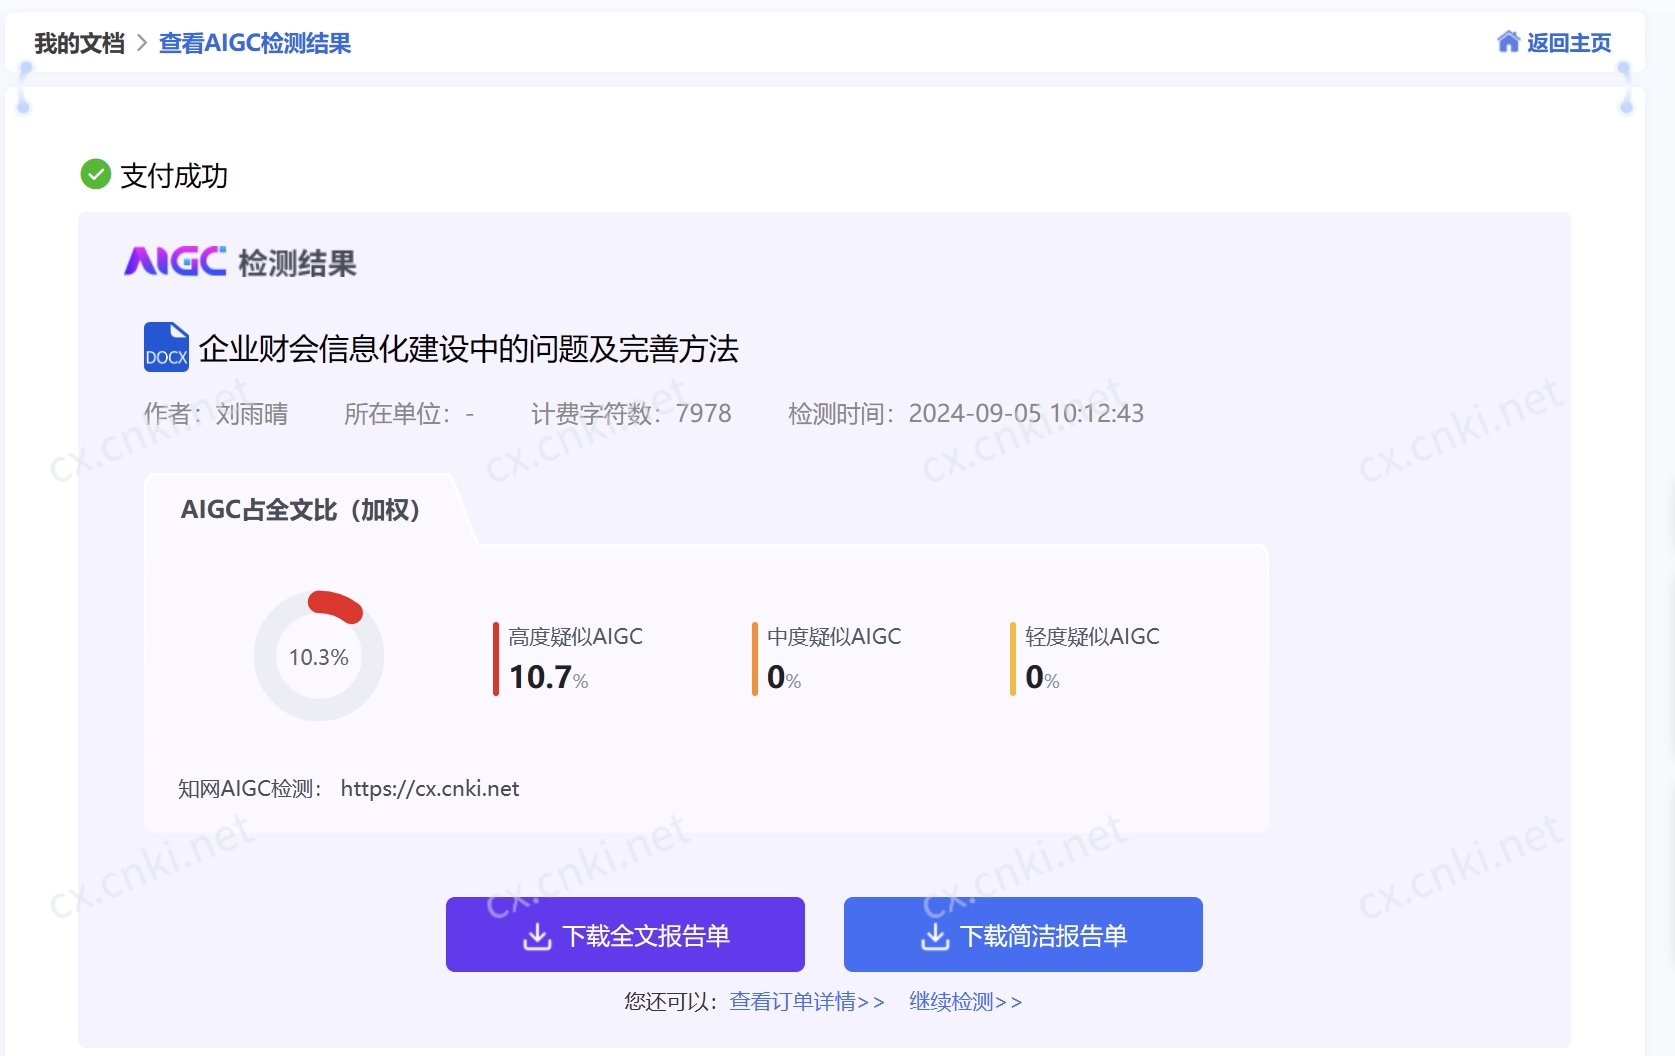 我的文档 > 查看AIGC检测结果
返回主页
支付成功
AIGC 检测结果
DOCX 企业财会信息化建设中的问题及完善方法
作者：刘雨晴 所在单位：- 计费字符数：7978 检测时间：2024-09-05 10:12:43
cx.cnki.net cx.cnki.net cx.cnki.net cx.cnki.net
AIGC占全文比（加权）
高度疑似AIGC 中度疑似AIGC 轻度疑似AIGC
10.3% 10.7% 0% 0%
知网AIGC检测： https://cx.cnki.net
cx.cnki.net cx.cnki.net cx.cnki.net cx.cnki.net
下载全文报告单 下载简洁报告单
您还可以：查看订单详情>> 继续检测>>